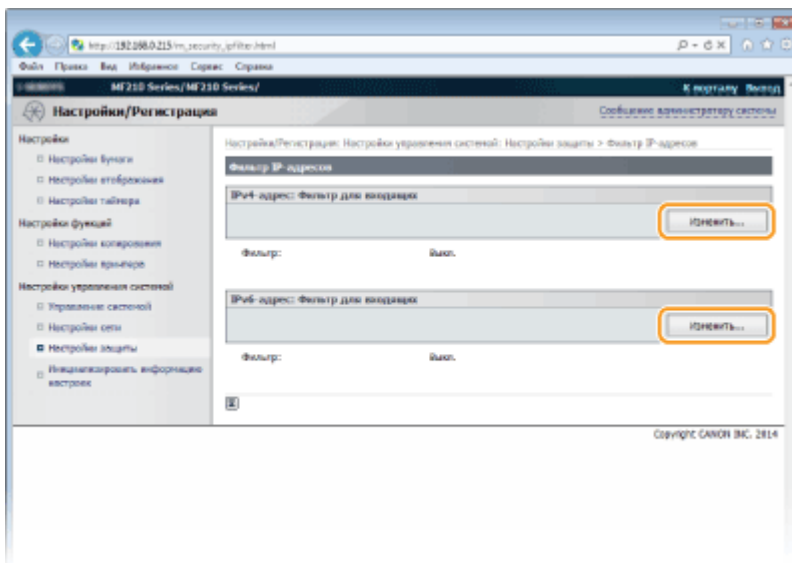 http://192.168.0.215/m_security_ipfilter.html
Файл Правка Вид Избранное Сервис Справка
MF210 Series/MF210 Series/
К порталу Выход
Настройки/Регистрация
Сообщение администратору системы
Настройки
Настройки бумаги
Настройки отображения
Настройки таймера
Настройки функций
Настройки копирования
Настройки принтера
Настройки управления системой
Управление системой
Настройки сети
Настройки защиты
Инициализировать информацию
настроек
Настройки/Регистрация: Настройки управления системой: Настройки защиты > Фильтр IP-адресов
Фильтр IP-адресов
IPv4-адрес: Фильтр для входящих
Изменить...
Фильтр:
Выкл.
IPv6-адрес: Фильтр для входящих
Изменить...
Фильтр:
Выкл.
Copyright CANON INC. 2014